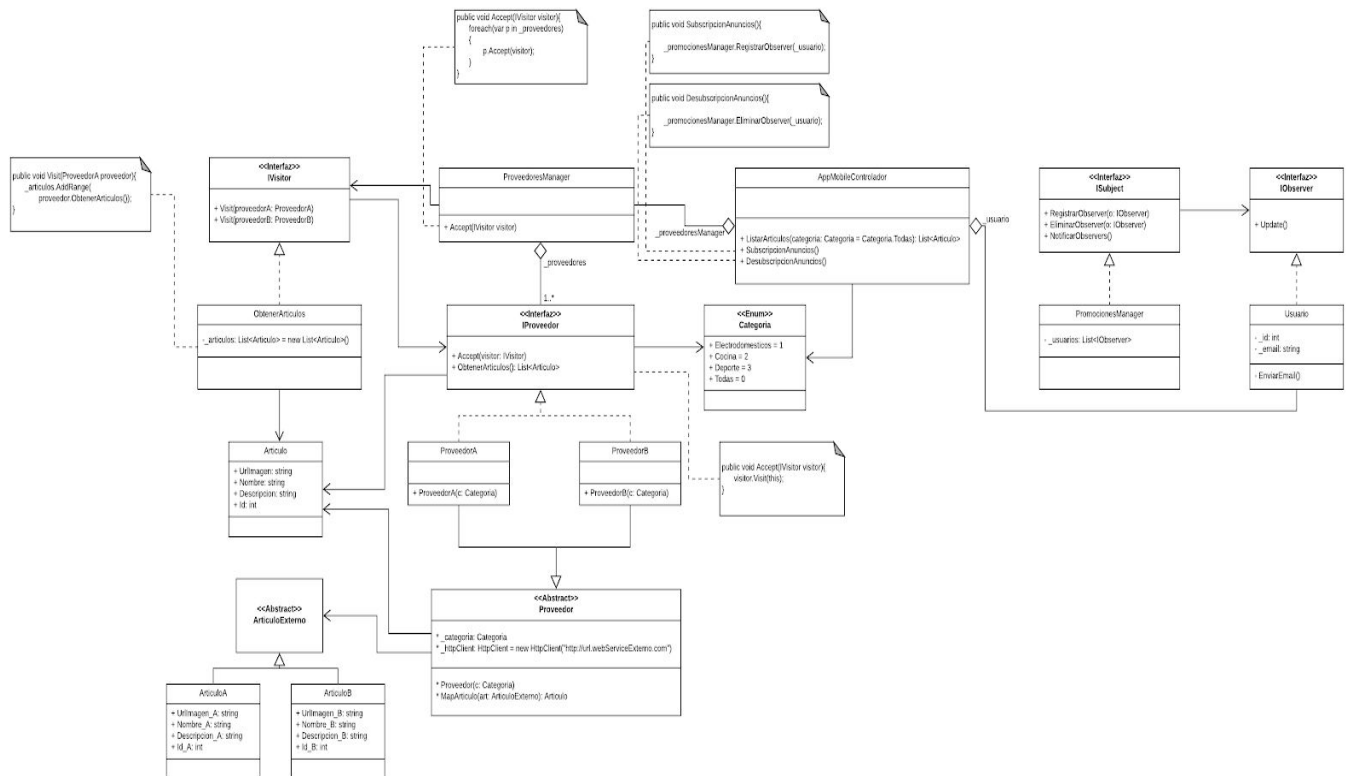 public void Accept(IVisitor visitor){
foreach(var p in _proveedores)
{
p.Accept(visitor);
}
}
public void SubscripcionAnuncios(){
_promocionesManager.RegistrarObserver(_usuario);
}
public void DesubscripcionAnuncios(){
_promocionesManager.EliminarObserver(_usuario);
}
public void Visit(ProveedorA proveedor){
_articulos.AddRange(
proveedor.ObtenerArticulos());
}
<<Interfaz>>
IVisitor
+ Visit(proveedorA: ProveedorA)
+ Visit(proveedorB: ProveedorB)
ProveedoresManager
+ Accept(IVisitor visitor)
_proveedoresManager
AppMobileControlador
+ ListarArticulos(categoria: Categoria = Categoria.Todas): List<Articulo>
+ SubscripcionAnuncios()
+ DesubscripcionAnuncios()
_usuario
<<Interfaz>>
ISubject
+ RegistrarObserver(o: IObserver)
+ EliminarObserver(o: IObserver)
+ NotificarObservers()
<<Interfaz>>
IObserver
+ Update()
_proveedores
1..*
ObtenerArticulos
- _articulos: List<Articulo> = new List<Articulo>()
<<Interfaz>>
IProveedor
+ Accept(visitor: IVisitor)
+ ObtenerArticulos(): List<Articulo>
<<Enum>>
Categoria
+ Electrodomesticos = 1
+ Cocina = 2
+ Deporte = 3
+ Todas = 0
PromocionesManager
- _usuarios: List<IObserver>
Usuario
- _id: int
- _email: string
- EnviarEmail()
Articulo
+ UrlImagen: string
+ Nombre: string
+ Descripcion: string
+ Id: int
ProveedorA
+ ProveedorA(c: Categoria)
ProveedorB
+ ProveedorB(c: Categoria)
public void Accept(IVisitor visitor){
visitor.Visit(this);
}
<<Abstract>>
ArticuloExterno
<<Abstract>>
Proveedor
* _categoria: Categoria
* _httpClient: HttpClient = new HttpClient("http://url.webServiceExterno.com")
* Proveedor(c: Categoria)
* MapArticulo(art: ArticuloExterno): Articulo
ArticuloA
+ UrlImagen_A: string
+ Nombre_A: string
+ Descripcion_A: string
+ Id_A: int
ArticuloB
+ UrlImagen_B: string
+ Nombre_B: string
+ Descripcion_B: string
+ Id_B: int